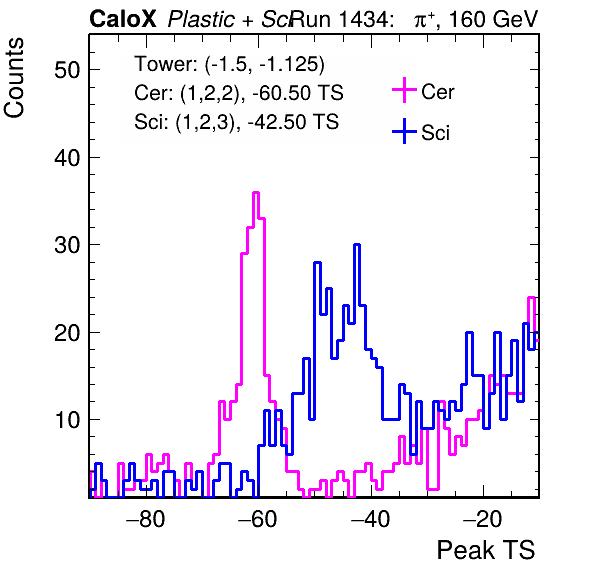 CaloX Plastic + Sci Run 1434: π⁺, 160 GeV
Tower: (-1.5, -1.125)
Cer: (1,2,2), -60.50 TS
Sci: (1,2,3), -42.50 TS
Cer
Sci
Counts
50
40
30
20
10
−80 −60 −40 −20
Peak TS